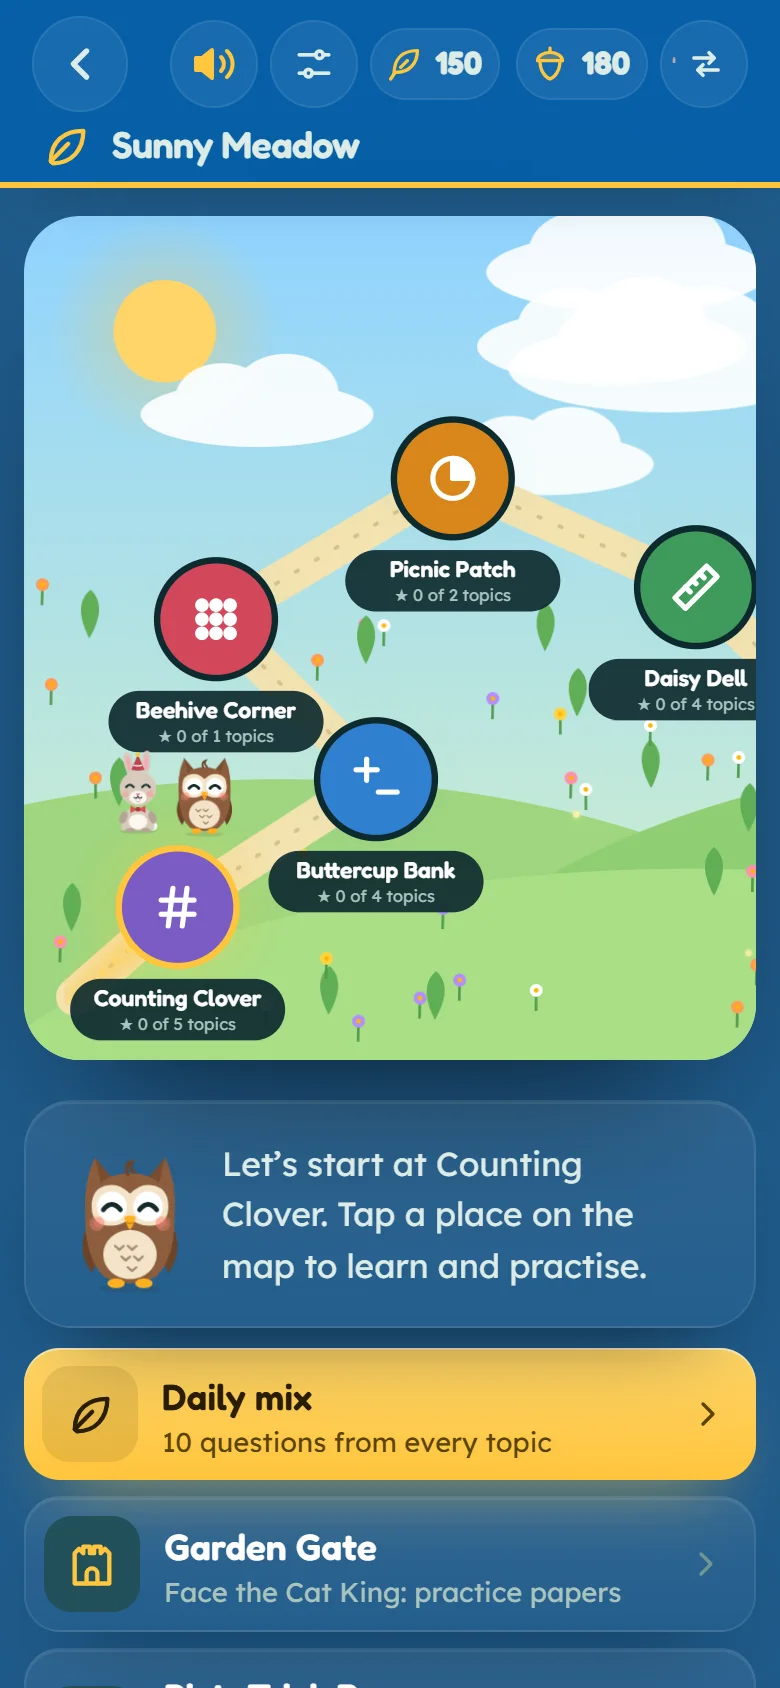 150
180
Sunny Meadow
Picnic Patch
★ 0 of 2 topics
Daisy Dell
★ 0 of 4 topics
Beehive Corner
★ 0 of 1 topics
Buttercup Bank
★ 0 of 4 topics
#
Counting Clover
★ 0 of 5 topics
Let’s start at Counting
Clover. Tap a place on the
map to learn and practise.
Daily mix
10 questions from every topic
Garden Gate
Face the Cat King: practice papers